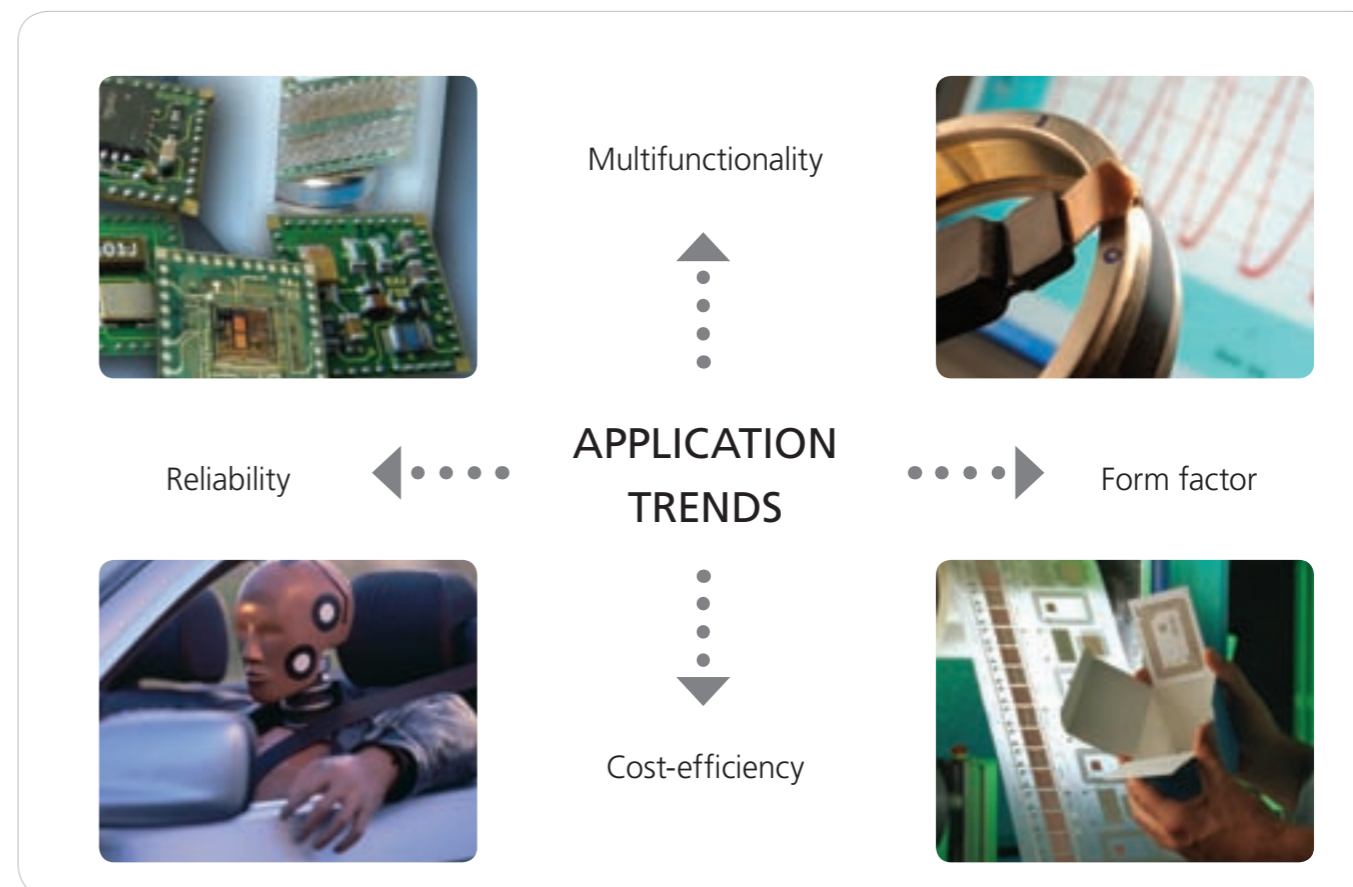 Multifunctionality
APPLICATION
TRENDS
Reliability
Form factor
Cost-efficiency